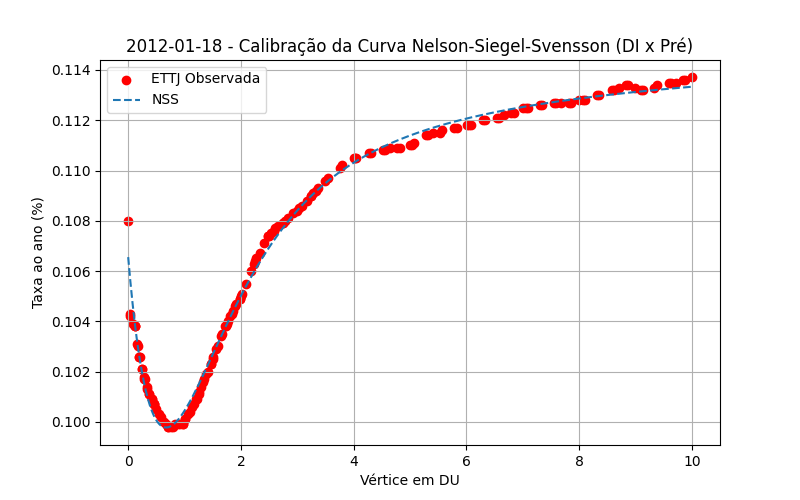 2012-01-18 - Calibração da Curva Nelson-Siegel-Svensson (DI x Pré)
ETTJ Observada
NSS
Taxa ao ano (%)
0.114
0.112
0.110
0.108
0.106
0.104
0.102
0.100
0 2 4 6 8 10
Vértice em DU